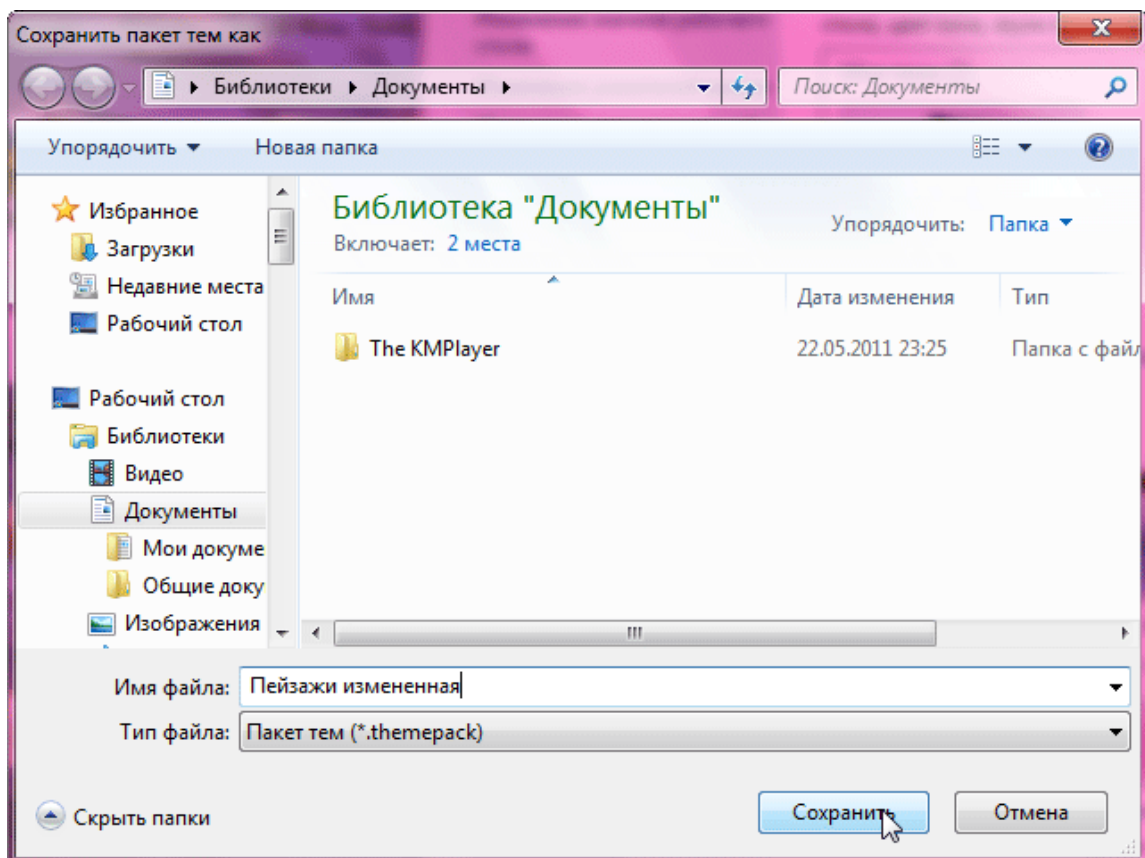 Сохранить пакет тем как
Библиотеки Документы
Поиск: Документы
Упорядочить Новая папка
Избранное
Загрузки
Недавние места
Рабочий стол
Рабочий стол
Библиотеки
Видео
Документы
Мои докуме
Общие доку
Изображения
Библиотека "Документы"
Включает: 2 места
Упорядочить: Папка
Имя Дата изменения Тип
The KMPlayer 22.05.2011 23:25 Папка с файл
Имя файла: Пейзажи измененная
Тип файла: Пакет тем (*.themepack)
Скрыть папки
Сохранить Отмена